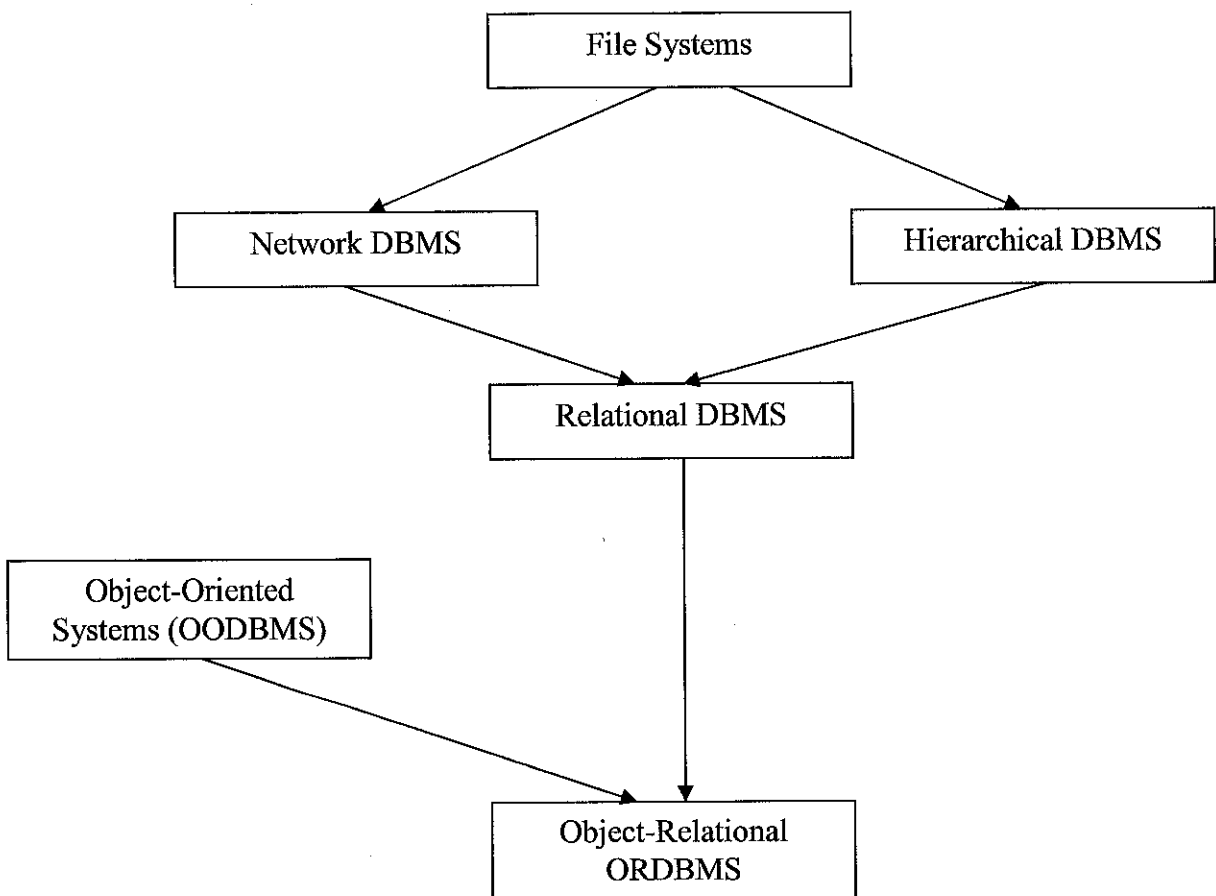 File Systems
Network DBMS
Hierarchical DBMS
Relational DBMS
Object-Oriented
Systems (OODBMS)
Object-Relational
ORDBMS